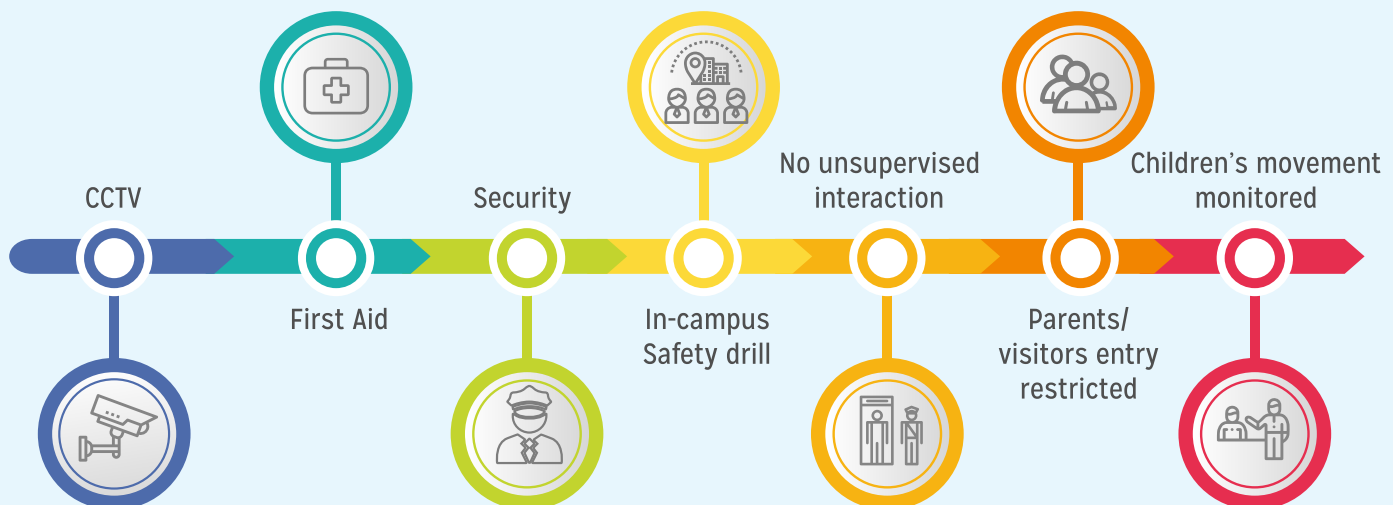 CCTV
First Aid
Security
In-campus
Safety drill
No unsupervised
interaction
Parents/
visitors entry
restricted
Children’s movement
monitored